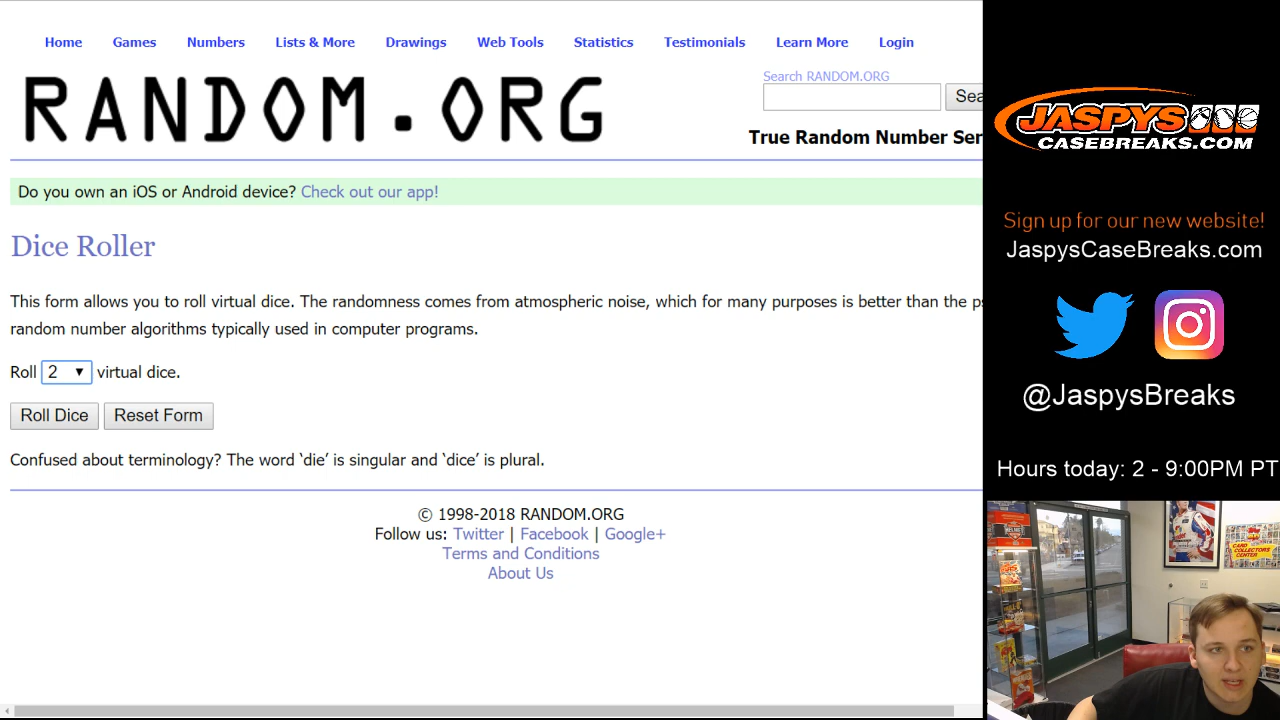 Home Games Numbers Lists & More Drawings Web Tools Statistics Testimonials Learn More Login
RANDOM.ORG
Search RANDOM.ORG
Sea
True Random Number Ser
Do you own an iOS or Android device? Check out our app!
Dice Roller
This form allows you to roll virtual dice. The randomness comes from atmospheric noise, which for many purposes is better than the ps
random number algorithms typically used in computer programs.
Roll 2 virtual dice.
Roll Dice Reset Form
Confused about terminology? The word ‘die’ is singular and ‘dice’ is plural.
© 1998-2018 RANDOM.ORG
Follow us: Twitter | Facebook | Google+
Terms and Conditions
About Us
JASPYS
CASEBREAKS.COM
Sign up for our new website!
JaspysCaseBreaks.com
@JaspysBreaks
Hours today: 2 - 9:00PM PT